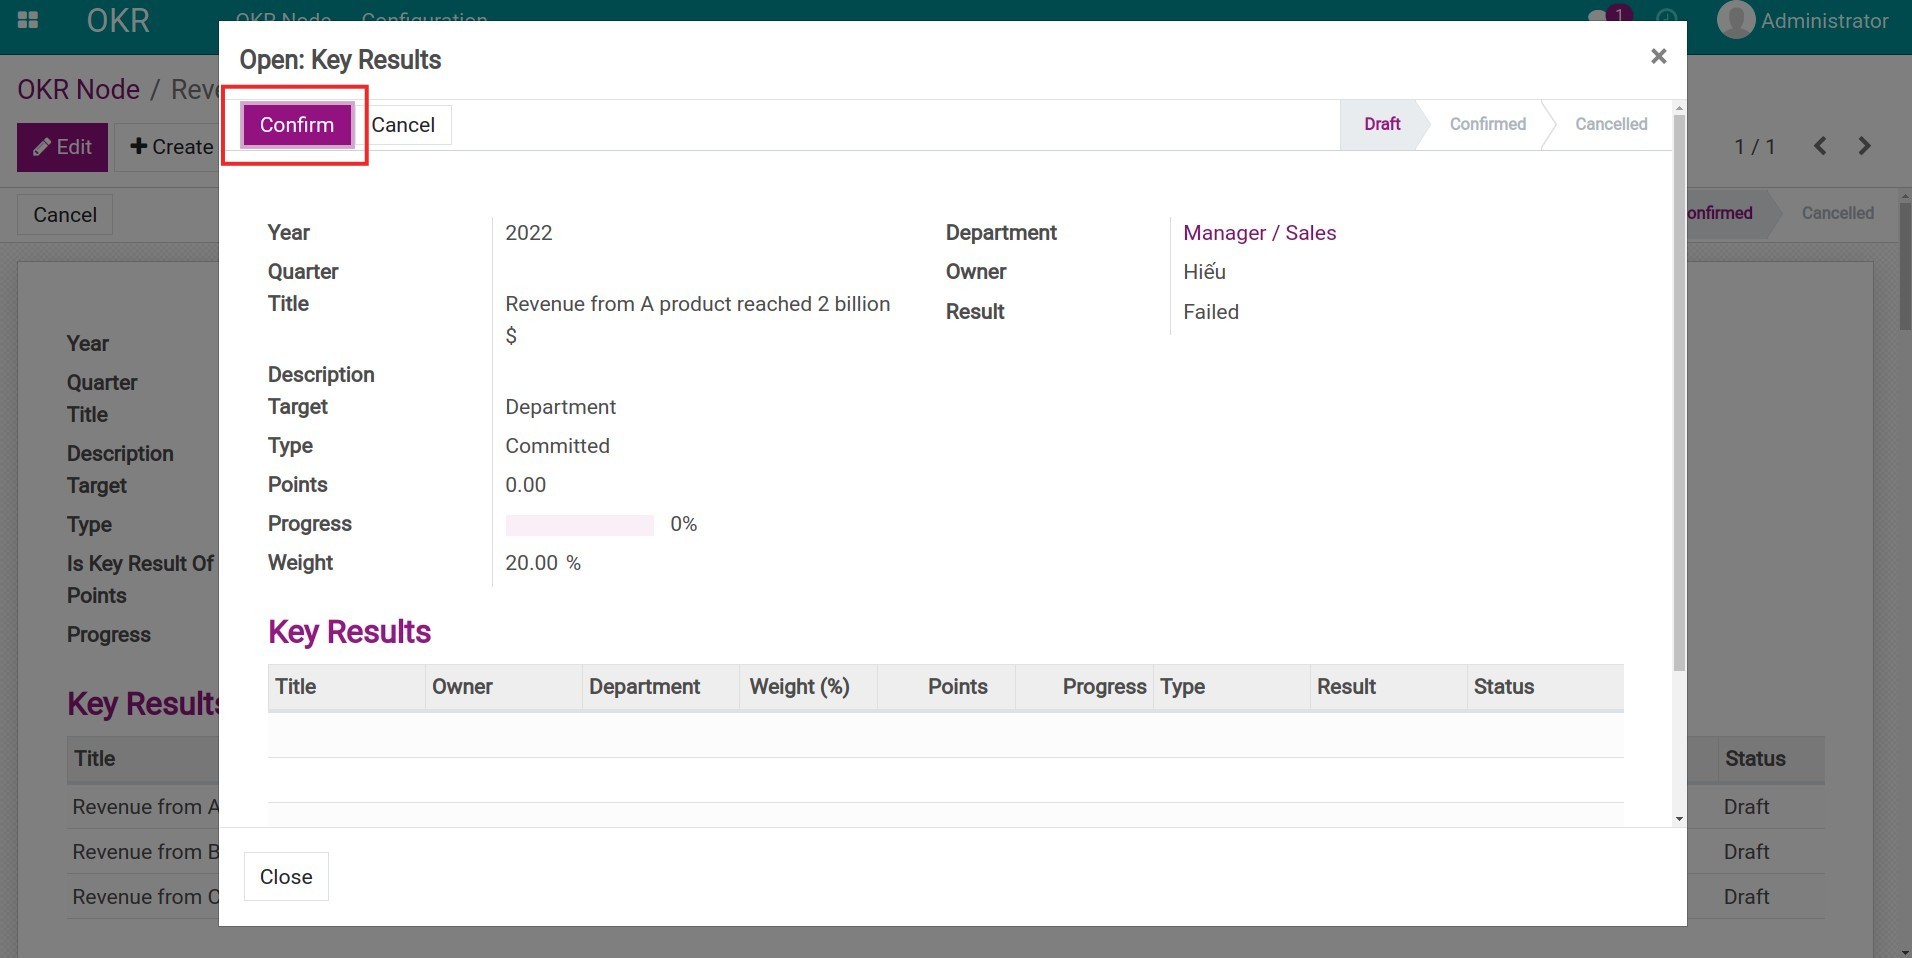 OKR
OKR Node Configuration
1
Administrator
OKR Node /
Edit
Create
1 / 1
Cancel
onfirmed
Cancelled
Year
Quarter
Title
Description
Target
Type
Is Key Result Of
Points
Progress
Key Results
Title
Status
Revenue from A
Draft
Revenue from B
Draft
Revenue from C
Draft
Open: Key Results
×
Confirm
Cancel
Draft
Confirmed
Cancelled
Year 2022
Quarter
Title Revenue from A product reached 2 billion
$
Description
Target Department
Type Committed
Points 0.00
Progress 0%
Weight 20.00 %
Department Manager / Sales
Owner Hiếu
Result Failed
Key Results
Title Owner Department Weight (%) Points Progress Type Result Status
Close